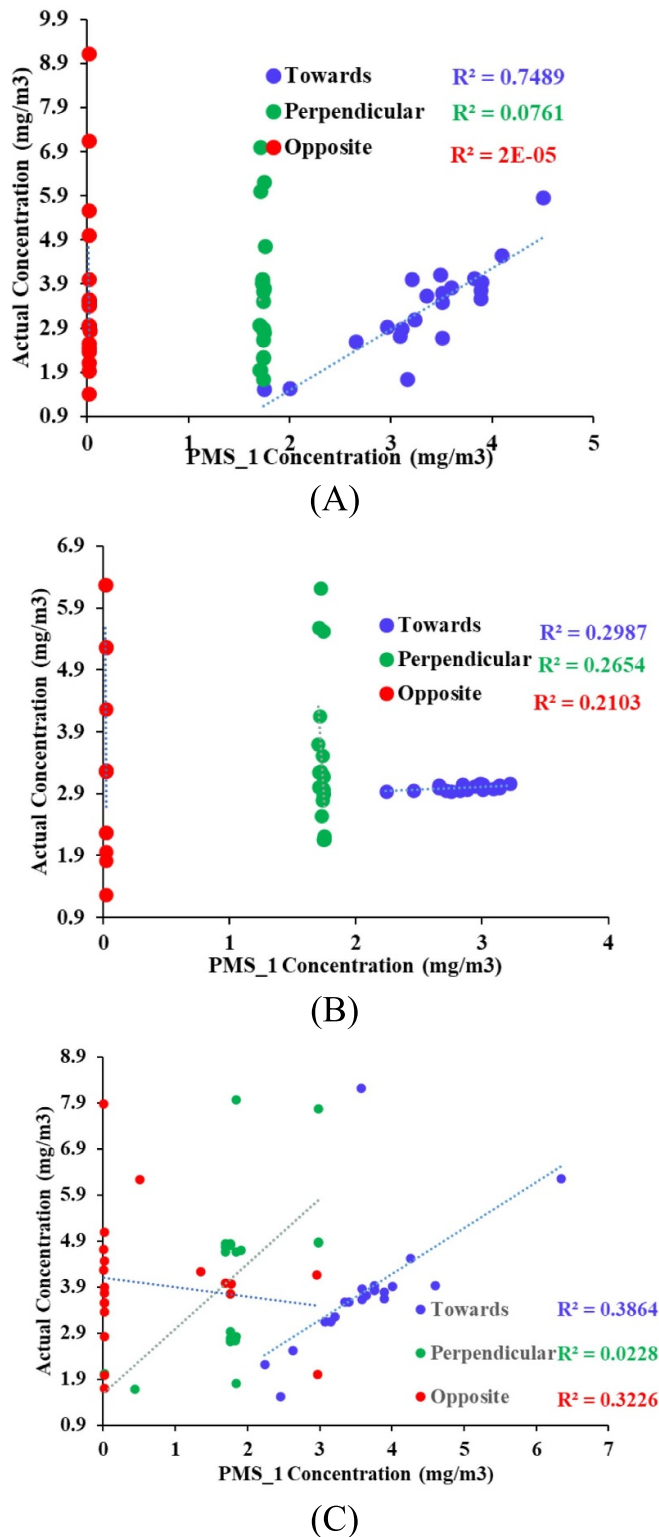 9.9
8.9
7.9
6.9
5.9
4.9
3.9
2.9
1.9
0.9
Actual Concentration (mg/m3)
Towards R² = 0.7489
Perpendicular R² = 0.0761
Opposite R² = 2E-05
0 1 2 3 4 5
PMS_1 Concentration (mg/m3)
(A)
6.9
5.9
4.9
3.9
2.9
1.9
0.9
Actual Concentration (mg/m3)
Towards R² = 0.2987
Perpendicular R² = 0.2654
Opposite R² = 0.2103
0 1 2 3 4
PMS_1 Concentration (mg/m3)
(B)
8.9
7.9
6.9
5.9
4.9
3.9
2.9
1.9
0.9
Actual Concentration (mg/m3)
Towards R² = 0.3864
Perpendicular R² = 0.0228
Opposite R² = 0.3226
0 1 2 3 4 5 6 7
PMS_1 Concentration (mg/m3)
(C)